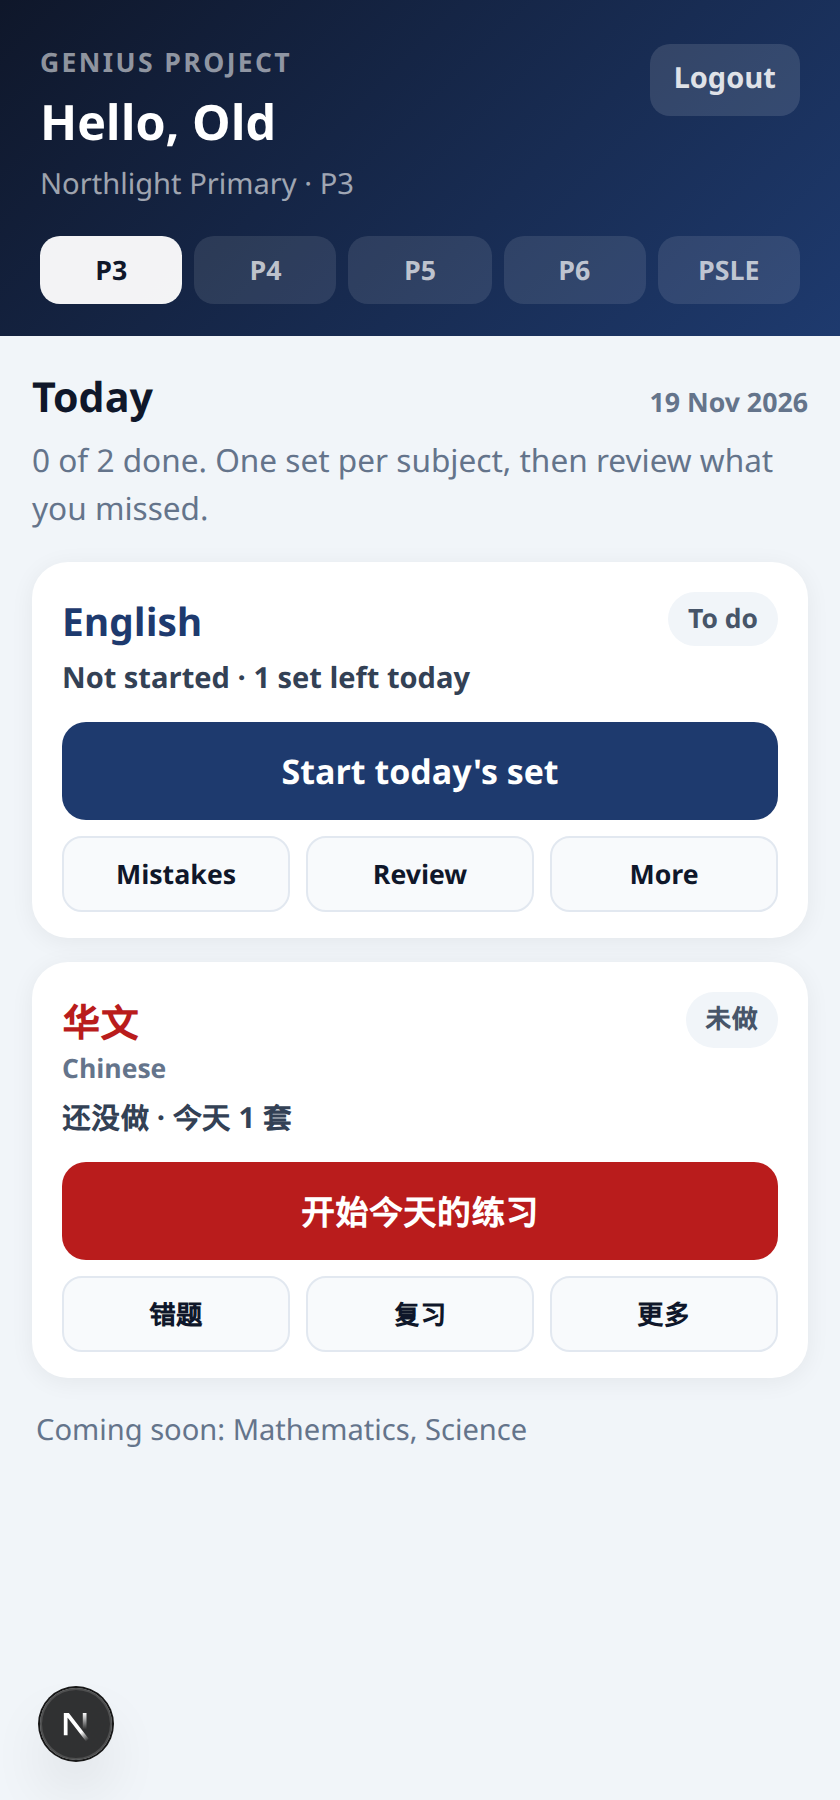 GENIUS PROJECT
Logout
Hello, Old
Northlight Primary · P3
P3
P4
P5
P6
PSLE
Today
19 Nov 2026
0 of 2 done. One set per subject, then review what
you missed.
English
To do
Not started · 1 set left today
Start today's set
Mistakes
Review
More
华文
未做
Chinese
还没做 · 今天 1 套
开始今天的练习
错题
复习
更多
Coming soon: Mathematics, Science
N